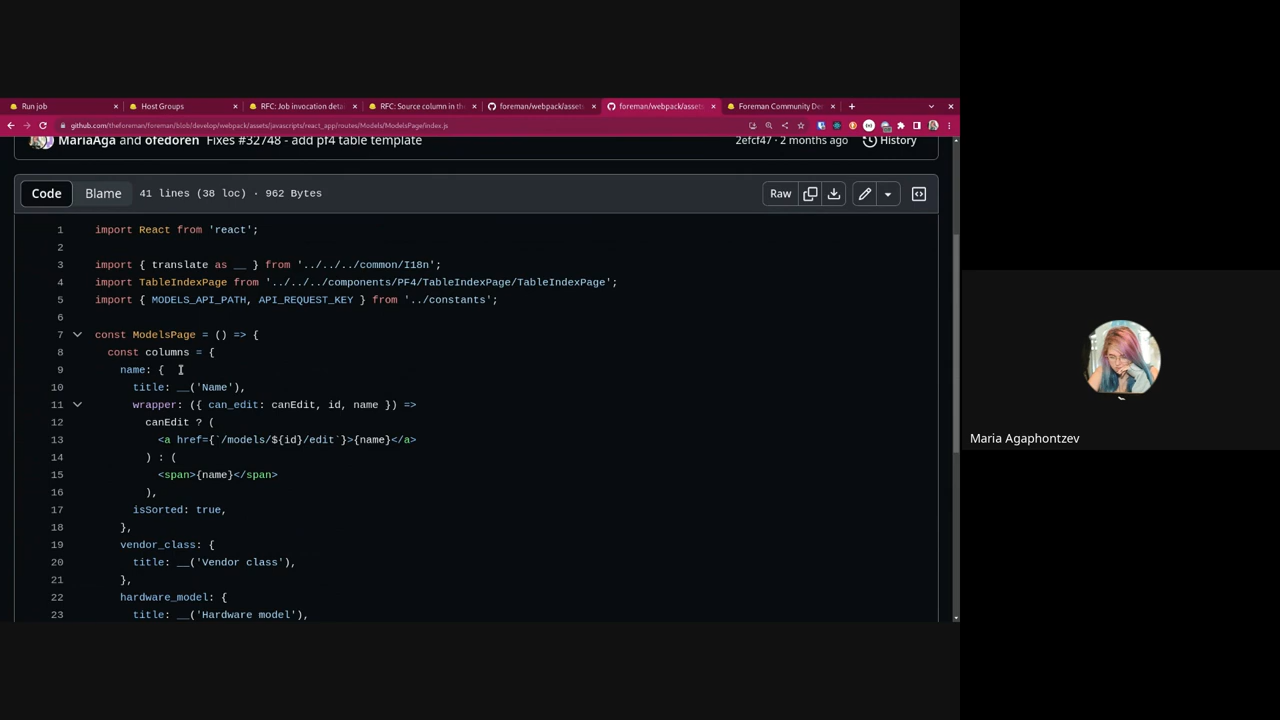 Run job
Host Groups
RFC: Job invocation detai
RFC: Source column in the
foreman/webpack/assets
foreman/webpack/assets
Foreman Community De
github.com/theforeman/foreman/blob/develop/webpack/assets/javascripts/react_app/routes/Models/ModelsPage/index.js
MariaAga and ofedoren Fixes #32748 - add pf4 table template
2efcf47 · 2 months ago
History
Code
Blame
41 lines (38 loc) · 962 Bytes
Raw
1 import React from 'react';
2
3 import { translate as __ } from '../../../common/I18n';
4 import TableIndexPage from '../../../components/PF4/TableIndexPage/TableIndexPage';
5 import { MODELS_API_PATH, API_REQUEST_KEY } from '../constants';
6
7 const ModelsPage = () => {
8 const columns = {
9 name: {
10 title: __('Name'),
11 wrapper: ({ can_edit: canEdit, id, name }) =>
12 canEdit ? (
13 <a href={`/models/${id}/edit`}>{name}</a>
14 ) : (
15 <span>{name}</span>
16 ),
17 isSorted: true,
18 },
19 vendor_class: {
20 title: __('Vendor class'),
21 },
22 hardware_model: {
23 title: __('Hardware model'),
Maria Agaphontzev